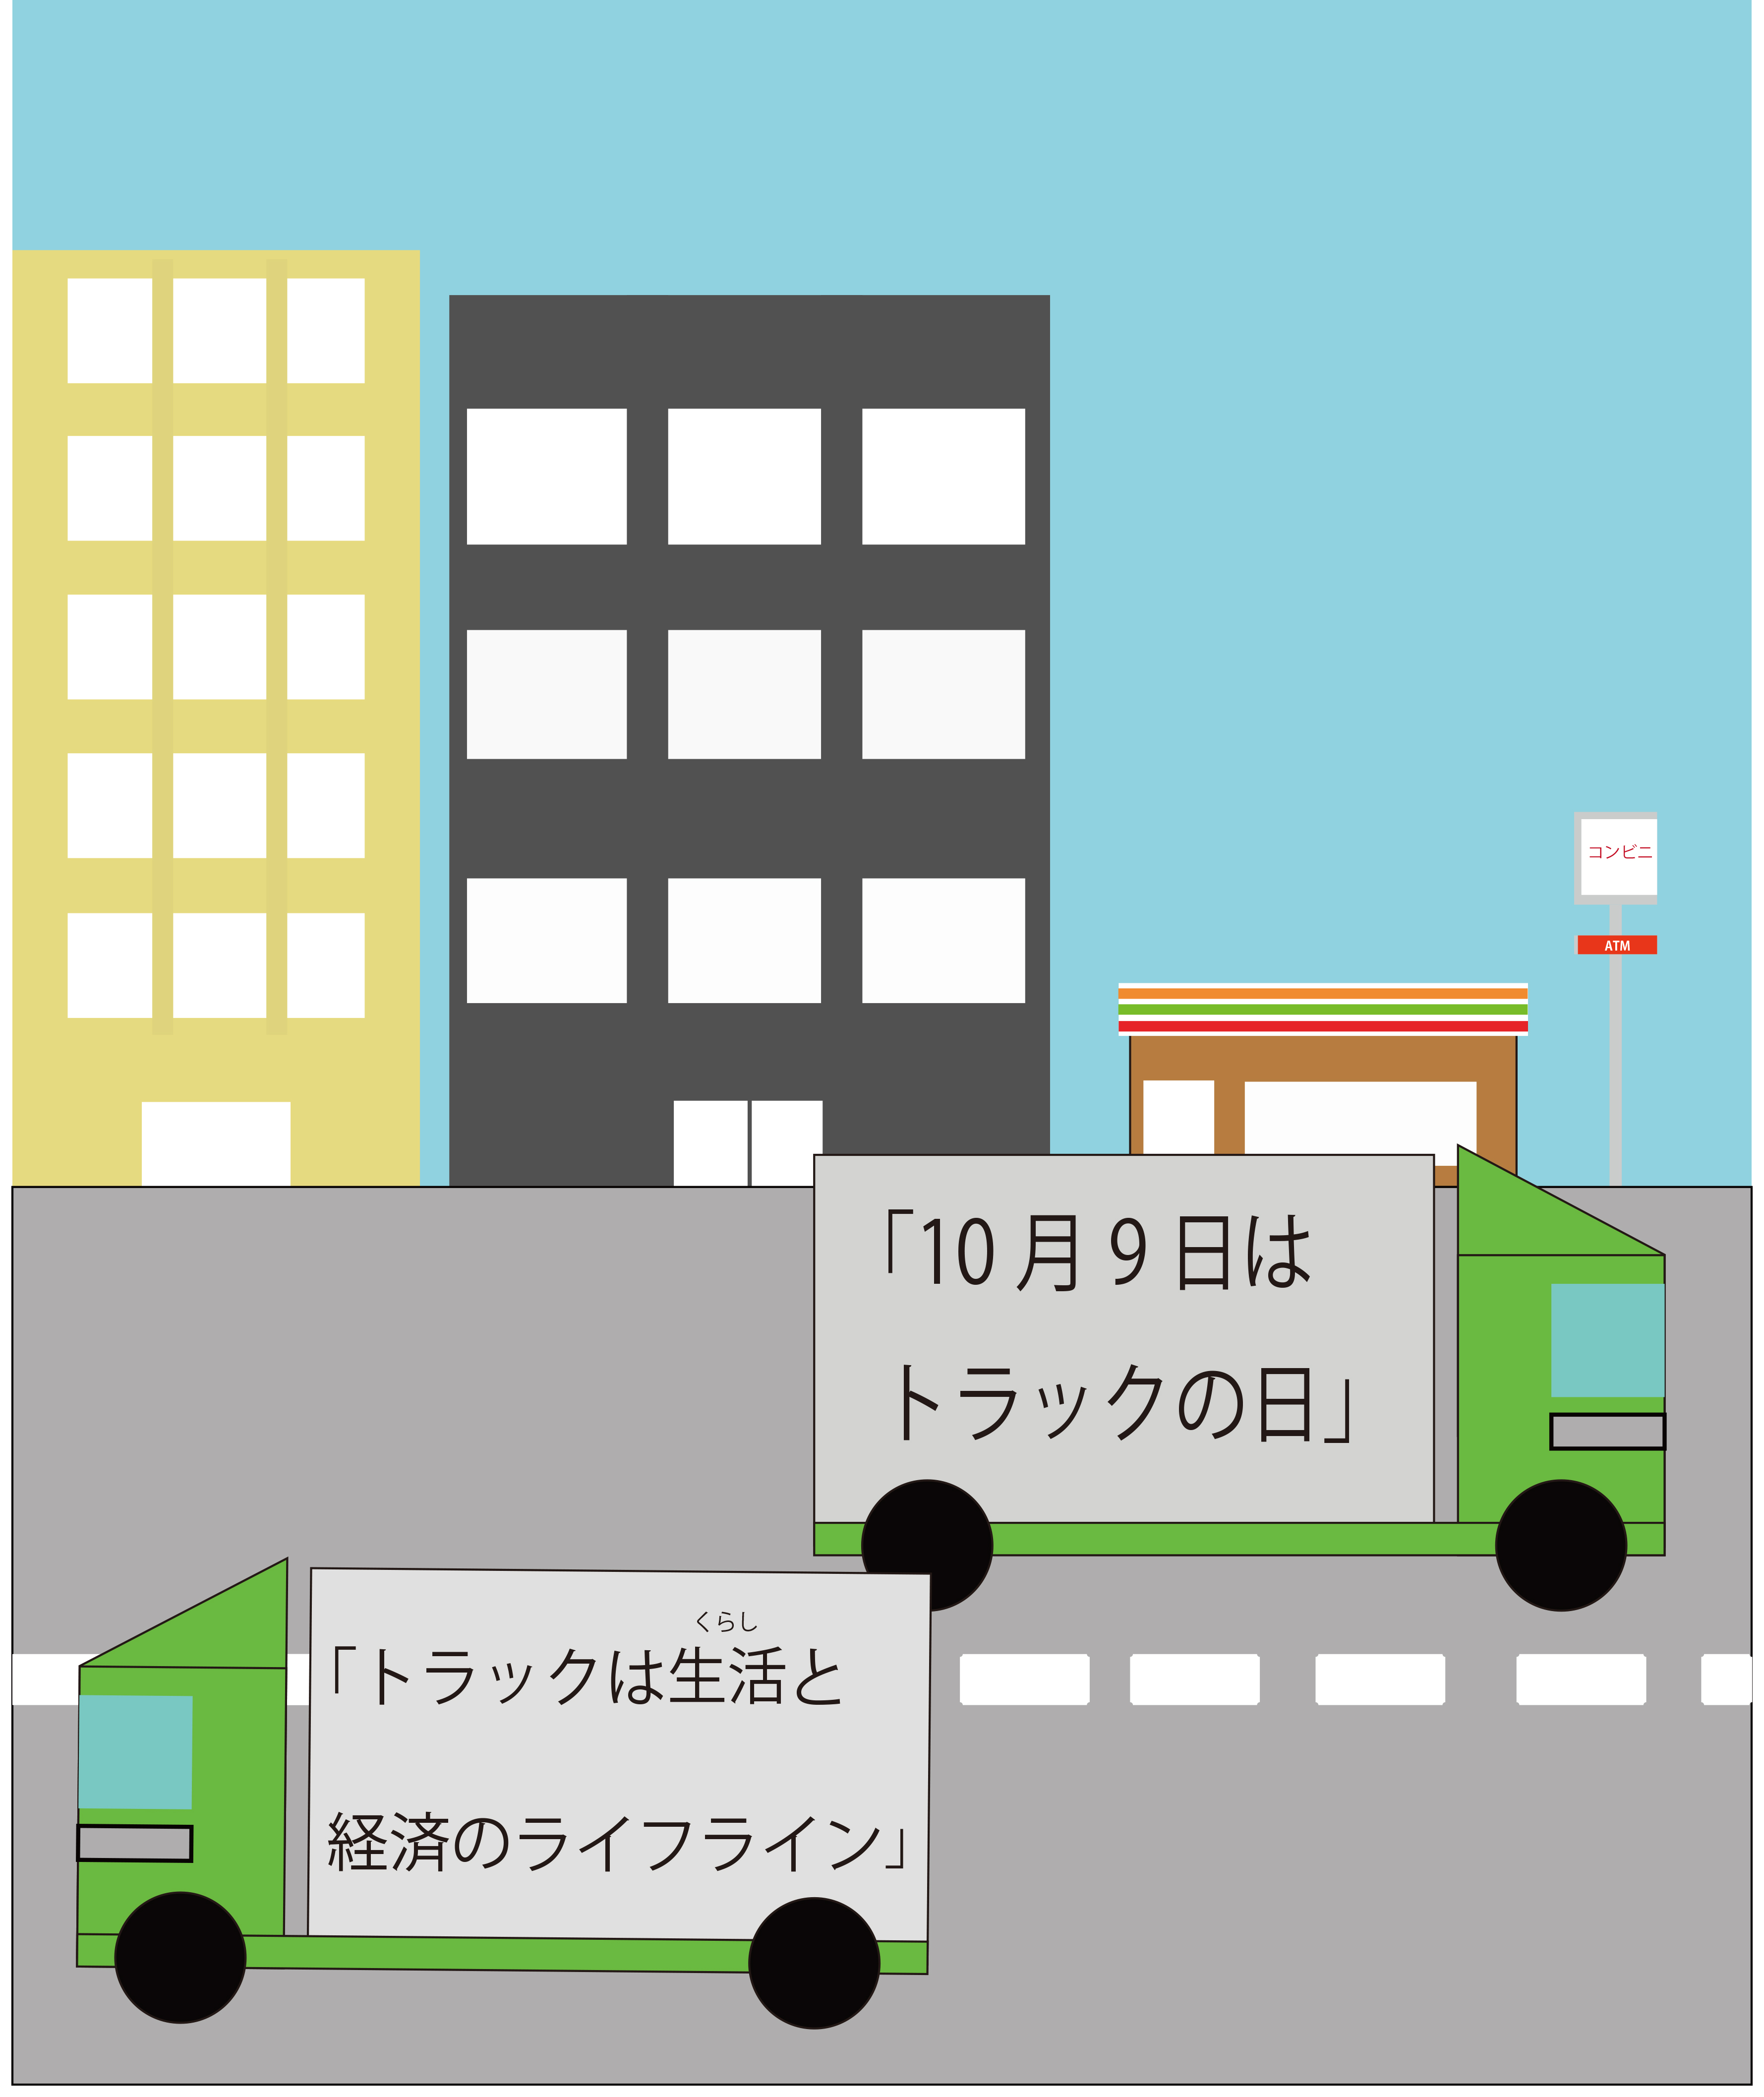 コンビニ
ATM
「10月9日は
トラックの日」
くらし
「トラックは生活と
経済のライフライン」